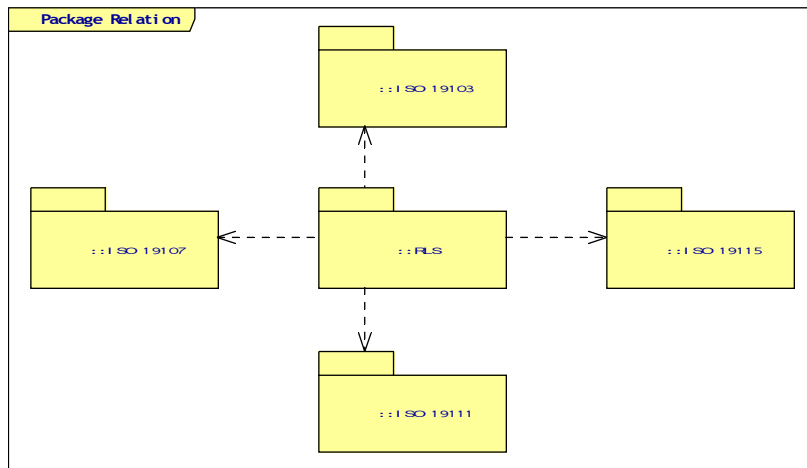 Package Relation
::ISO 19103
::ISO 19107
::RLS
::ISO 19115
::ISO 19111